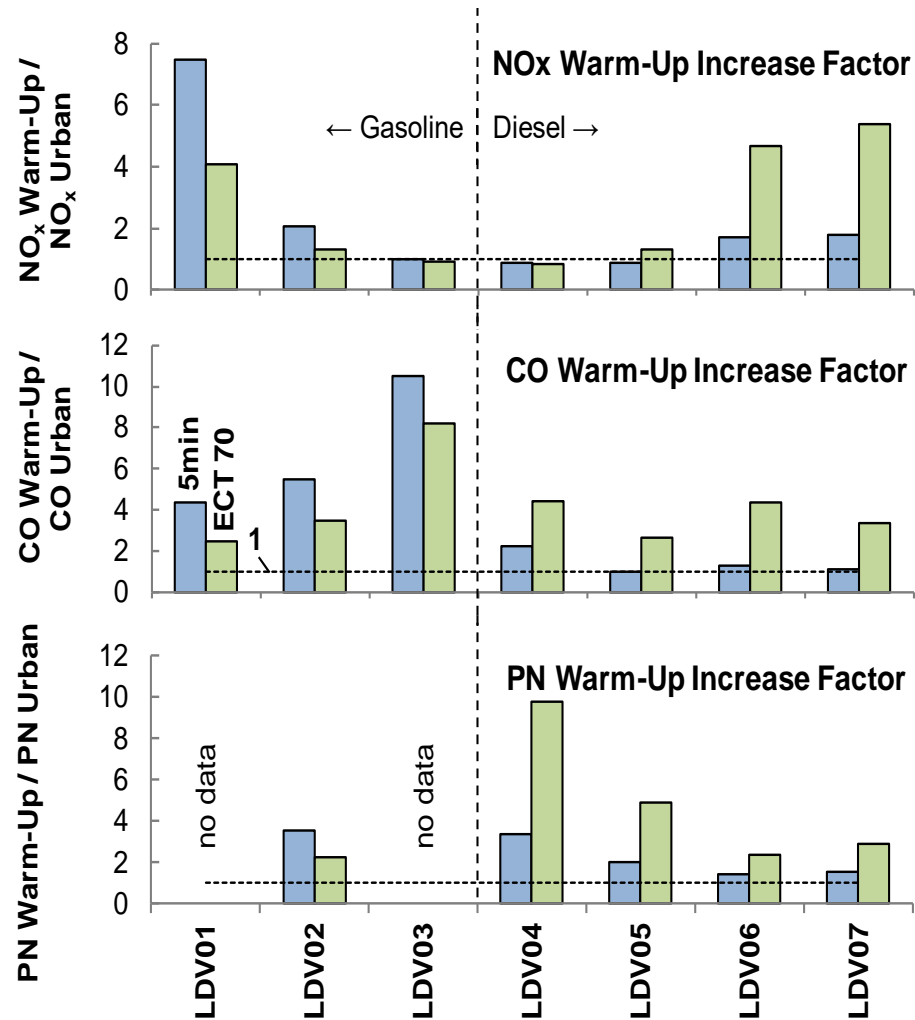 NOx Warm-Up Increase Factor
← Gasoline
Diesel →
NOₓ Warm-Up /
NOₓ Urban
8
6
4
2
0
CO Warm-Up Increase Factor
CO Warm-Up /
CO Urban
12
10
8
6
4
2
0
5min
ECT 70
1
PN Warm-Up Increase Factor
PN Warm-Up / PN Urban
12
10
8
6
4
2
0
no data
no data
LDV01
LDV02
LDV03
LDV04
LDV05
LDV06
LDV07